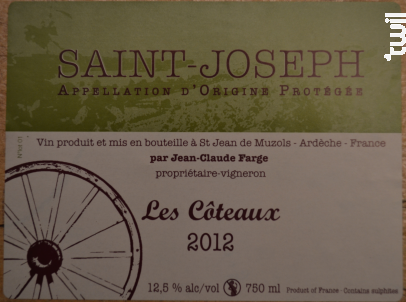 twil
SAINT-JOSEPH
APPELLATION D'ORIGINE PROTÉGÉE
Vin produit et mis en bouteille à St Jean de Muzols - Ardèche - France
par Jean-Claude Farge
propriétaire-vigneron
Les Côteaux
2012
12,5 % alc/vol 750 ml Product of France - Contains sulphites